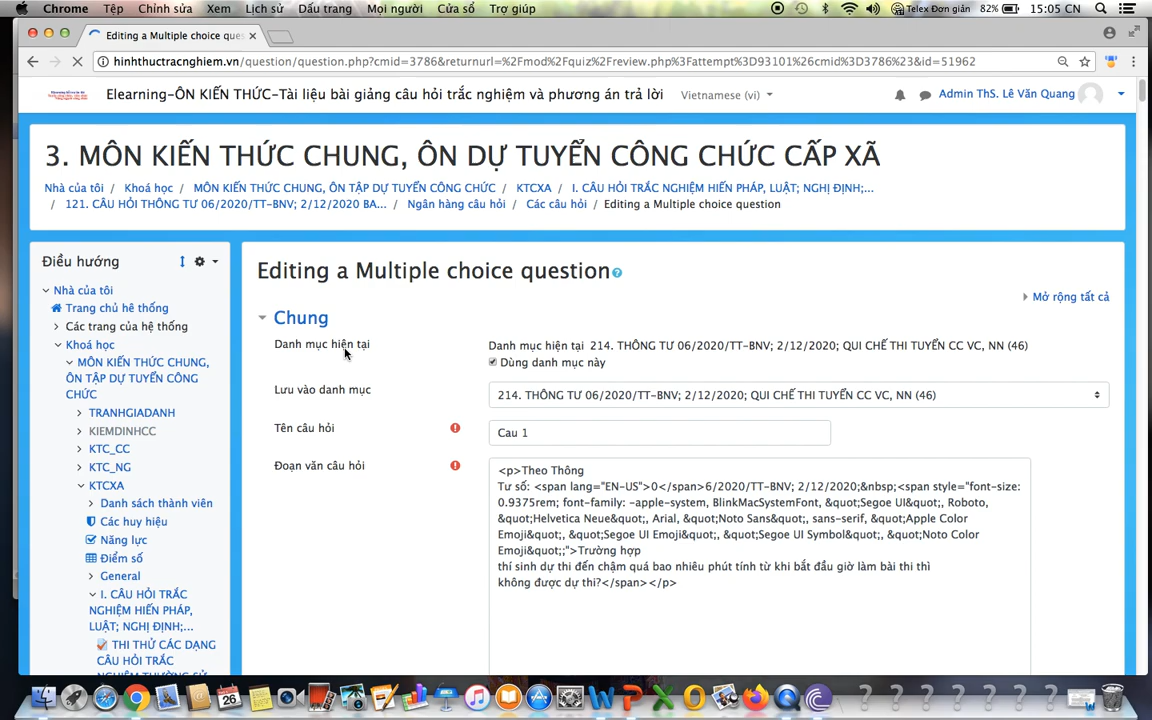 Chrome Tệp Chỉnh sửa Xem Lịch sử Dấu trang Mọi người Cửa sổ Trợ giúp Telex Đơn giản 82% 15:05 CN
Editing a Multiple choice ques
hinhthuctracnghiem.vn/question/question.php?cmid=3786&returnurl=%2Fmod%2Fquiz%2Freview.php%3Fattempt%3D93101%26cmid%3D3786%23&id=51962
Elearning-ÔN KIẾN THỨC-Tài liệu bài giảng câu hỏi trắc nghiệm và phương án trả lời Vietnamese (vi) Admin ThS. Lê Văn Quang
3. MÔN KIẾN THỨC CHUNG, ÔN DỰ TUYỂN CÔNG CHỨC CẤP XÃ
Nhà của tôi / Khoá học / MÔN KIẾN THỨC CHUNG, ÔN TẬP DỰ TUYỂN CÔNG CHỨC / KTCXA / I. CÂU HỎI TRẮC NGHIỆM HIẾN PHÁP, LUẬT; NGHỊ ĐỊNH;...
/ 121. CÂU HỎI THÔNG TƯ 06/2020/TT-BNV; 2/12/2020 BA... / Ngân hàng câu hỏi / Các câu hỏi / Editing a Multiple choice question
Điều hướng
Nhà của tôi
Trang chủ hê thống
Các trang của hệ thống
Khoá học
MÔN KIẾN THỨC CHUNG,
ÔN TẬP DỰ TUYỂN CÔNG
CHỨC
TRANHGIADANH
KIEMDINHCC
KTC_CC
KTC_NG
KTCXA
Danh sách thành viên
Các huy hiệu
Năng lực
Điểm số
General
I. CÂU HỎI TRẮC
NGHIỆM HIẾN PHÁP,
LUẬT; NGHỊ ĐỊNH;...
THI THỬ CÁC DẠNG
CÂU HỎI TRẮC
NGHIỆM THƯỜNG SỬ
Editing a Multiple choice question
Mở rộng tất cả
Chung
Danh mục hiện tại
Danh mục hiện tại 214. THÔNG TƯ 06/2020/TT-BNV; 2/12/2020; QUI CHẾ THI TUYỂN CC VC, NN (46)
Dùng danh mục này
Lưu vào danh mục
214. THÔNG TƯ 06/2020/TT-BNV; 2/12/2020; QUI CHẾ THI TUYỂN CC VC, NN (46)
Tên câu hỏi
Cau 1
Đoạn văn câu hỏi
<p>Theo Thông
Tư số: <span lang="EN-US">0</span>6/2020/TT-BNV; 2/12/2020;&nbsp;<span style="font-size:
0.9375rem; font-family: -apple-system, BlinkMacSystemFont, &quot;Segoe UI&quot;, Roboto,
&quot;Helvetica Neue&quot;, Arial, &quot;Noto Sans&quot;, sans-serif, &quot;Apple Color
Emoji&quot;, &quot;Segoe UI Emoji&quot;, &quot;Segoe UI Symbol&quot;, &quot;Noto Color
Emoji&quot;;">Trường hợp
thí sinh dự thi đến chậm quá bao nhiêu phút tính từ khi bắt đầu giờ làm bài thi thì
không được dự thi?</span></p>